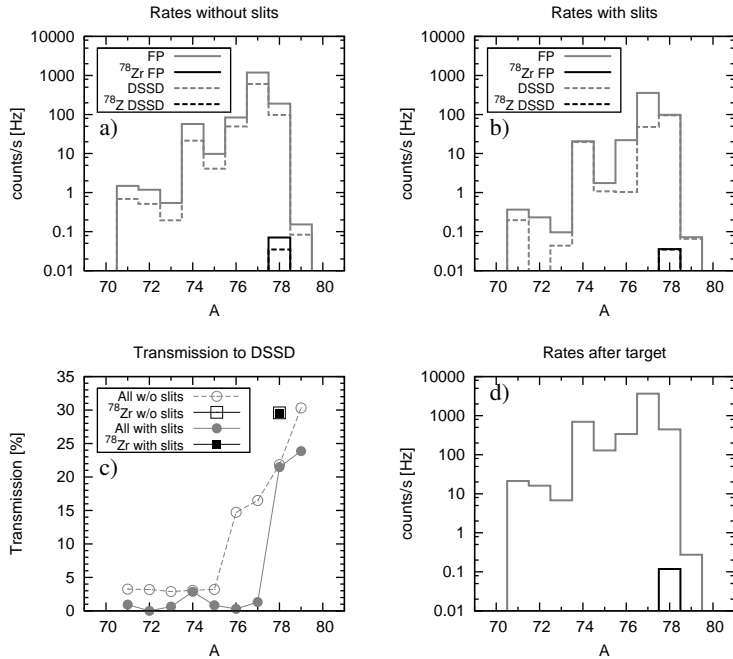 Rates without slits
10000
1000
100
10
1
0.1
0.01
counts/s [Hz]
FP
⁷⁸Zr FP
DSSD
⁷⁸Z DSSD
a)
70 72 74 76 78 80
A
Rates with slits
10000
1000
100
10
1
0.1
0.01
counts/s [Hz]
FP
⁷⁸Zr FP
DSSD
⁷⁸Z DSSD
b)
70 72 74 76 78 80
A
Transmission to DSSD
35
30
25
20
15
10
5
0
Transmission [%]
All w/o slits
⁷⁸Zr w/o slits
All with slits
⁷⁸Zr with slits
c)
70 72 74 76 78 80
A
Rates after target
10000
1000
100
10
1
0.1
0.01
counts/s [Hz]
d)
70 72 74 76 78 80
A